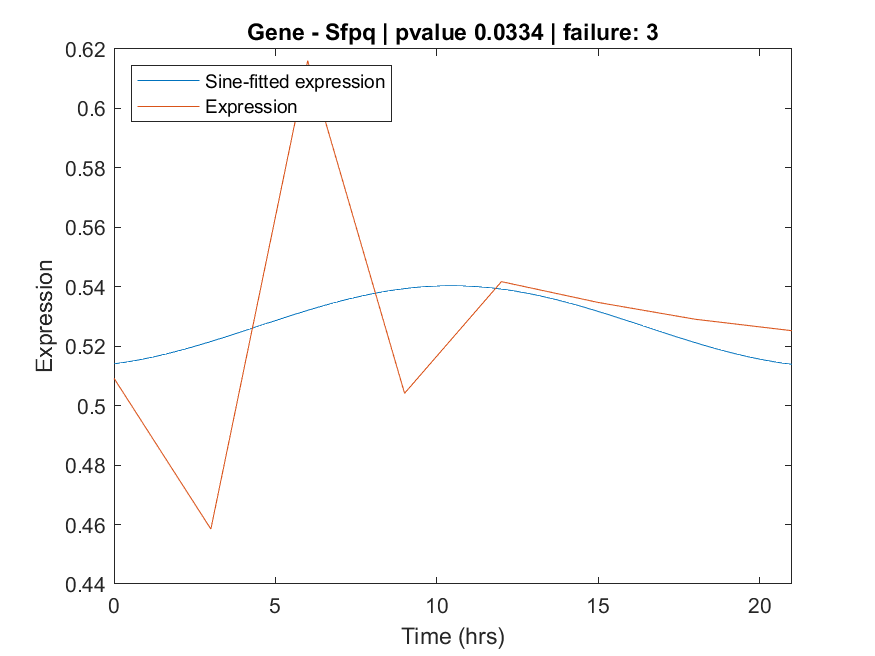 Gene - Sfpq | pvalue 0.0334 | failure: 3
0.62
0.6
0.58
0.56
0.54
0.52
0.5
0.48
0.46
0.44
Expression
Sine-fitted expression
Expression
0 5 10 15 20
Time (hrs)